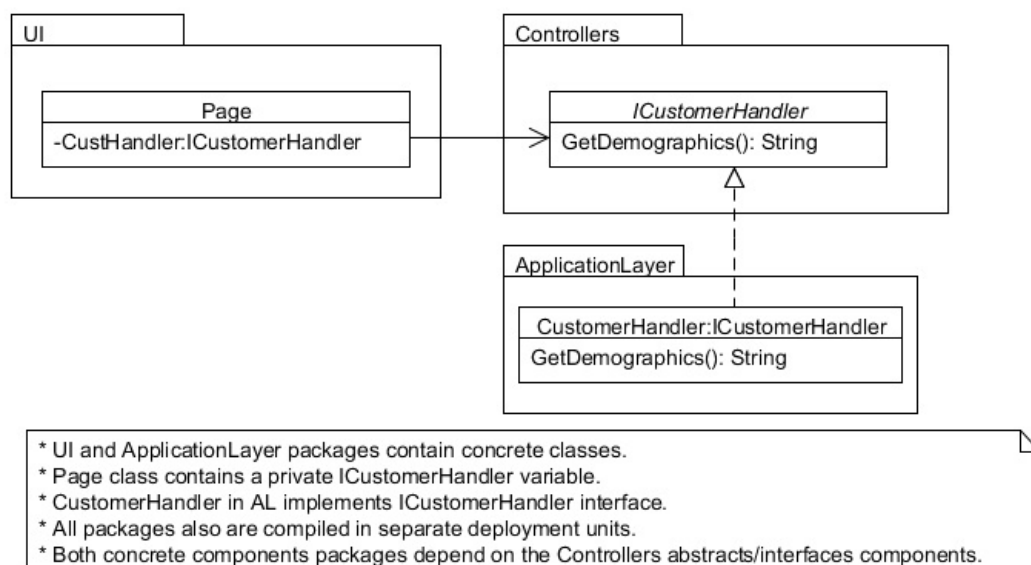 UI
Page
-CustHandler:ICustomerHandler
Controllers
ICustomerHandler
GetDemographics(): String
ApplicationLayer
CustomerHandler:ICustomerHandler
GetDemographics(): String
* UI and ApplicationLayer packages contain concrete classes.
* Page class contains a private ICustomerHandler variable.
* CustomerHandler in AL implements ICustomerHandler interface.
* All packages also are compiled in separate deployment units.
* Both concrete components packages depend on the Controllers abstracts/interfaces components.